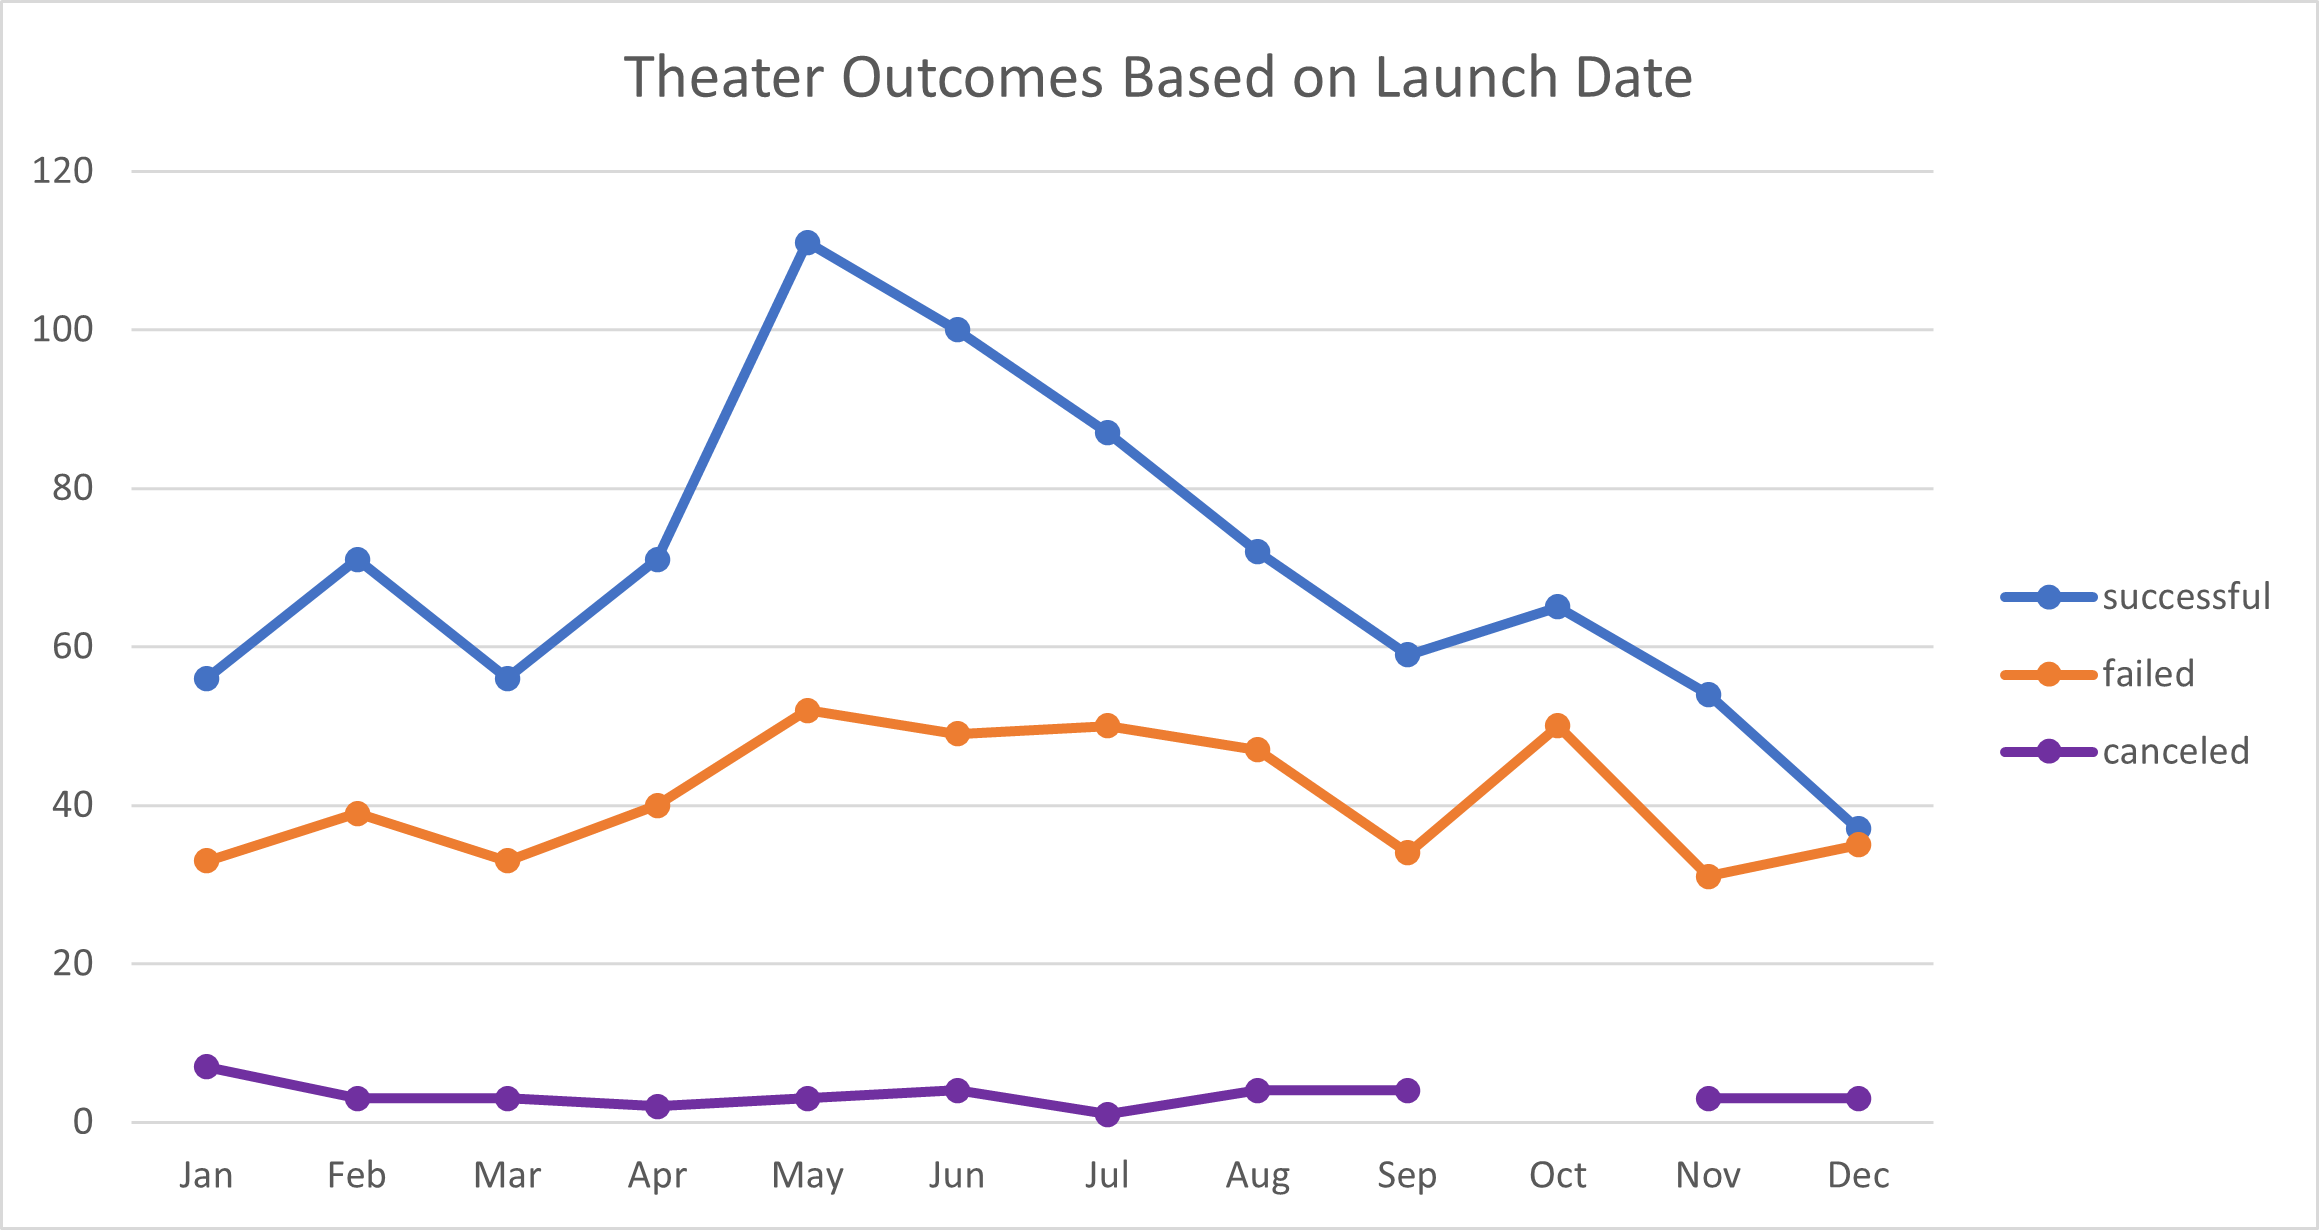 Theater Outcomes Based on Launch Date
120
100
80
60
40
20
0
Jan Feb Mar Apr May Jun Jul Aug Sep Oct Nov Dec
successful
failed
canceled